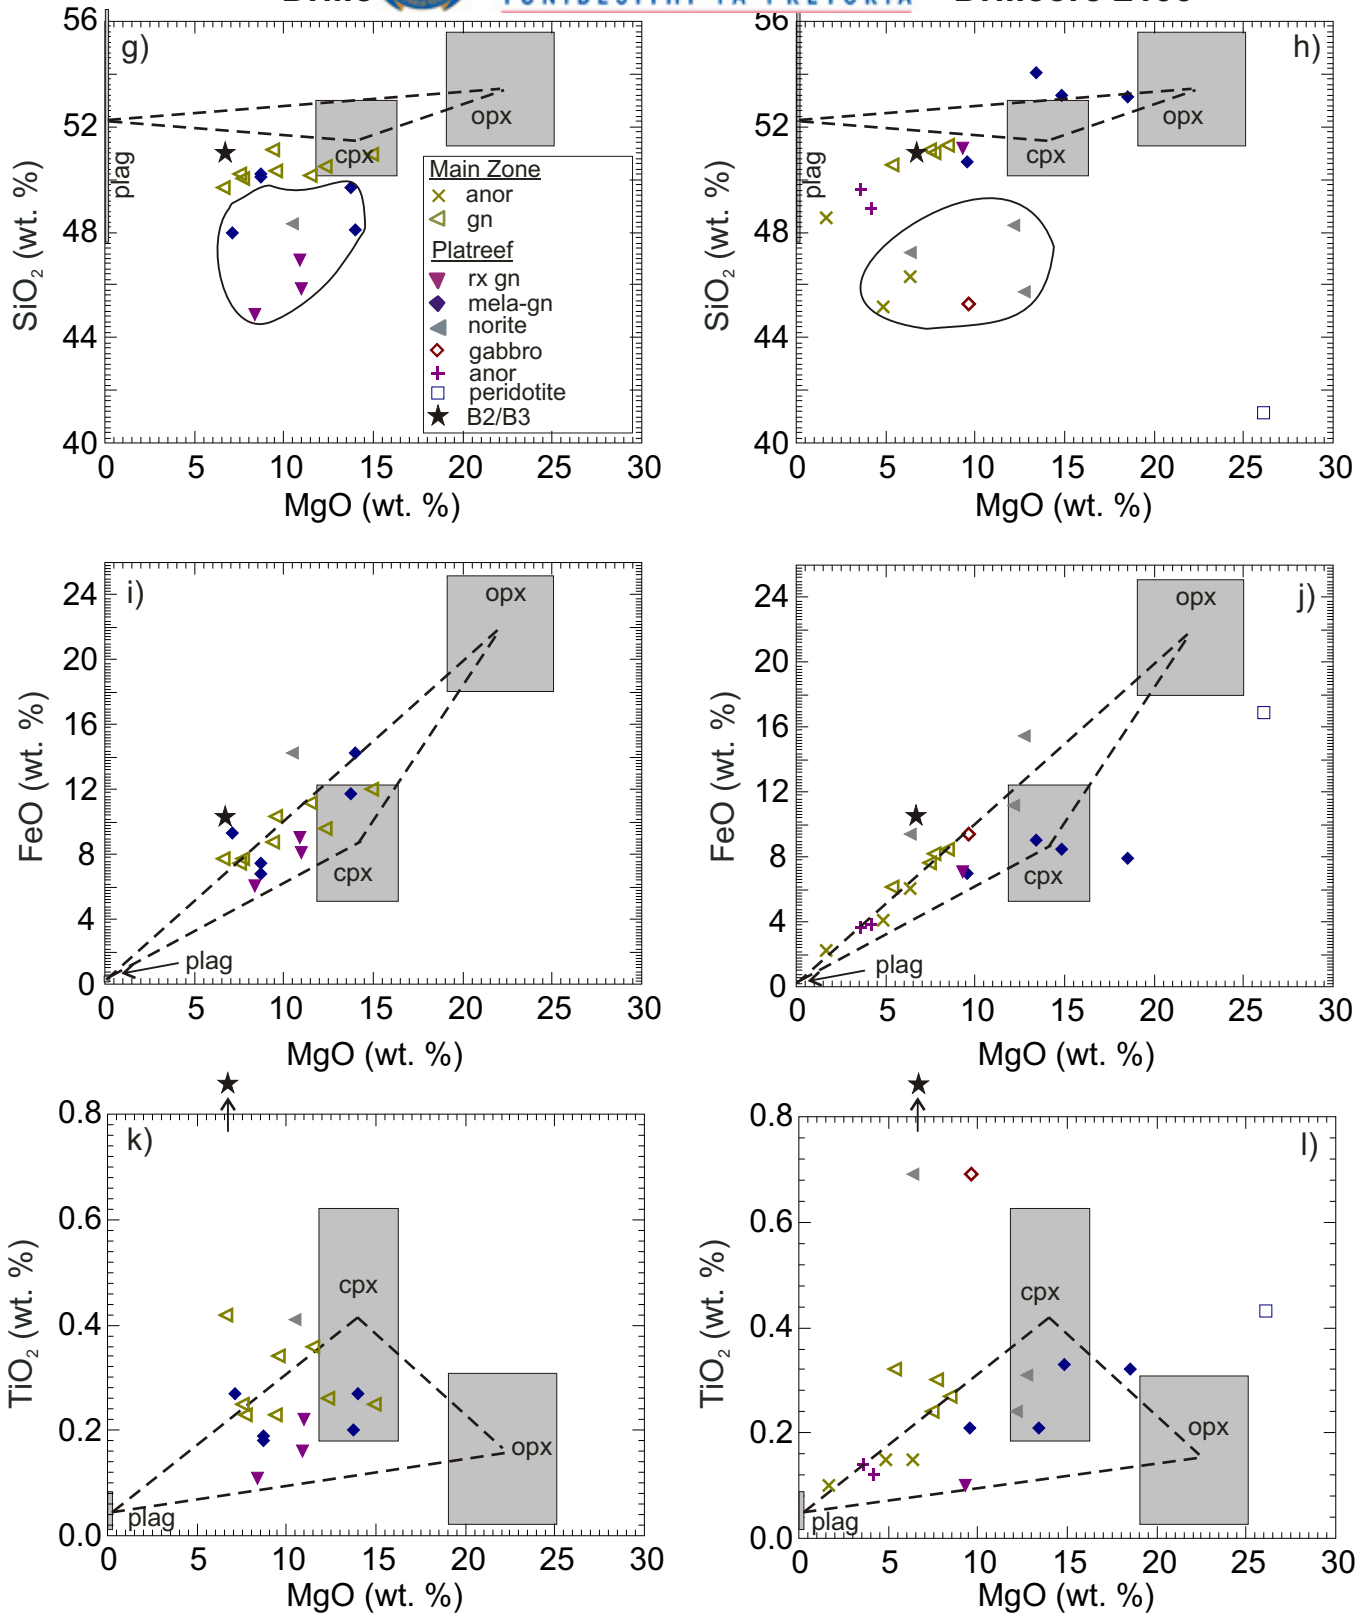 g)
56
52
48
44
40
SiO2 (wt. %)
plag
cpx
opx
Main Zone
anor
gn
Platreef
rx gn
mela-gn
norite
gabbro
anor
peridotite
B2/B3
0 5 10 15 20 25 30
MgO (wt. %)
h)
56
52
48
44
40
SiO2 (wt. %)
plag
cpx
opx
0 5 10 15 20 25 30
MgO (wt. %)
i)
24
20
16
12
8
4
0
FeO (wt. %)
opx
cpx
plag
0 5 10 15 20 25 30
MgO (wt. %)
j)
24
20
16
12
8
4
0
FeO (wt. %)
opx
cpx
plag
0 5 10 15 20 25 30
MgO (wt. %)
k)
0.8
0.6
0.4
0.2
0.0
TiO2 (wt. %)
cpx
opx
plag
0 5 10 15 20 25 30
MgO (wt. %)
l)
0.8
0.6
0.4
0.2
0.0
TiO2 (wt. %)
cpx
opx
plag
0 5 10 15 20 25 30
MgO (wt. %)